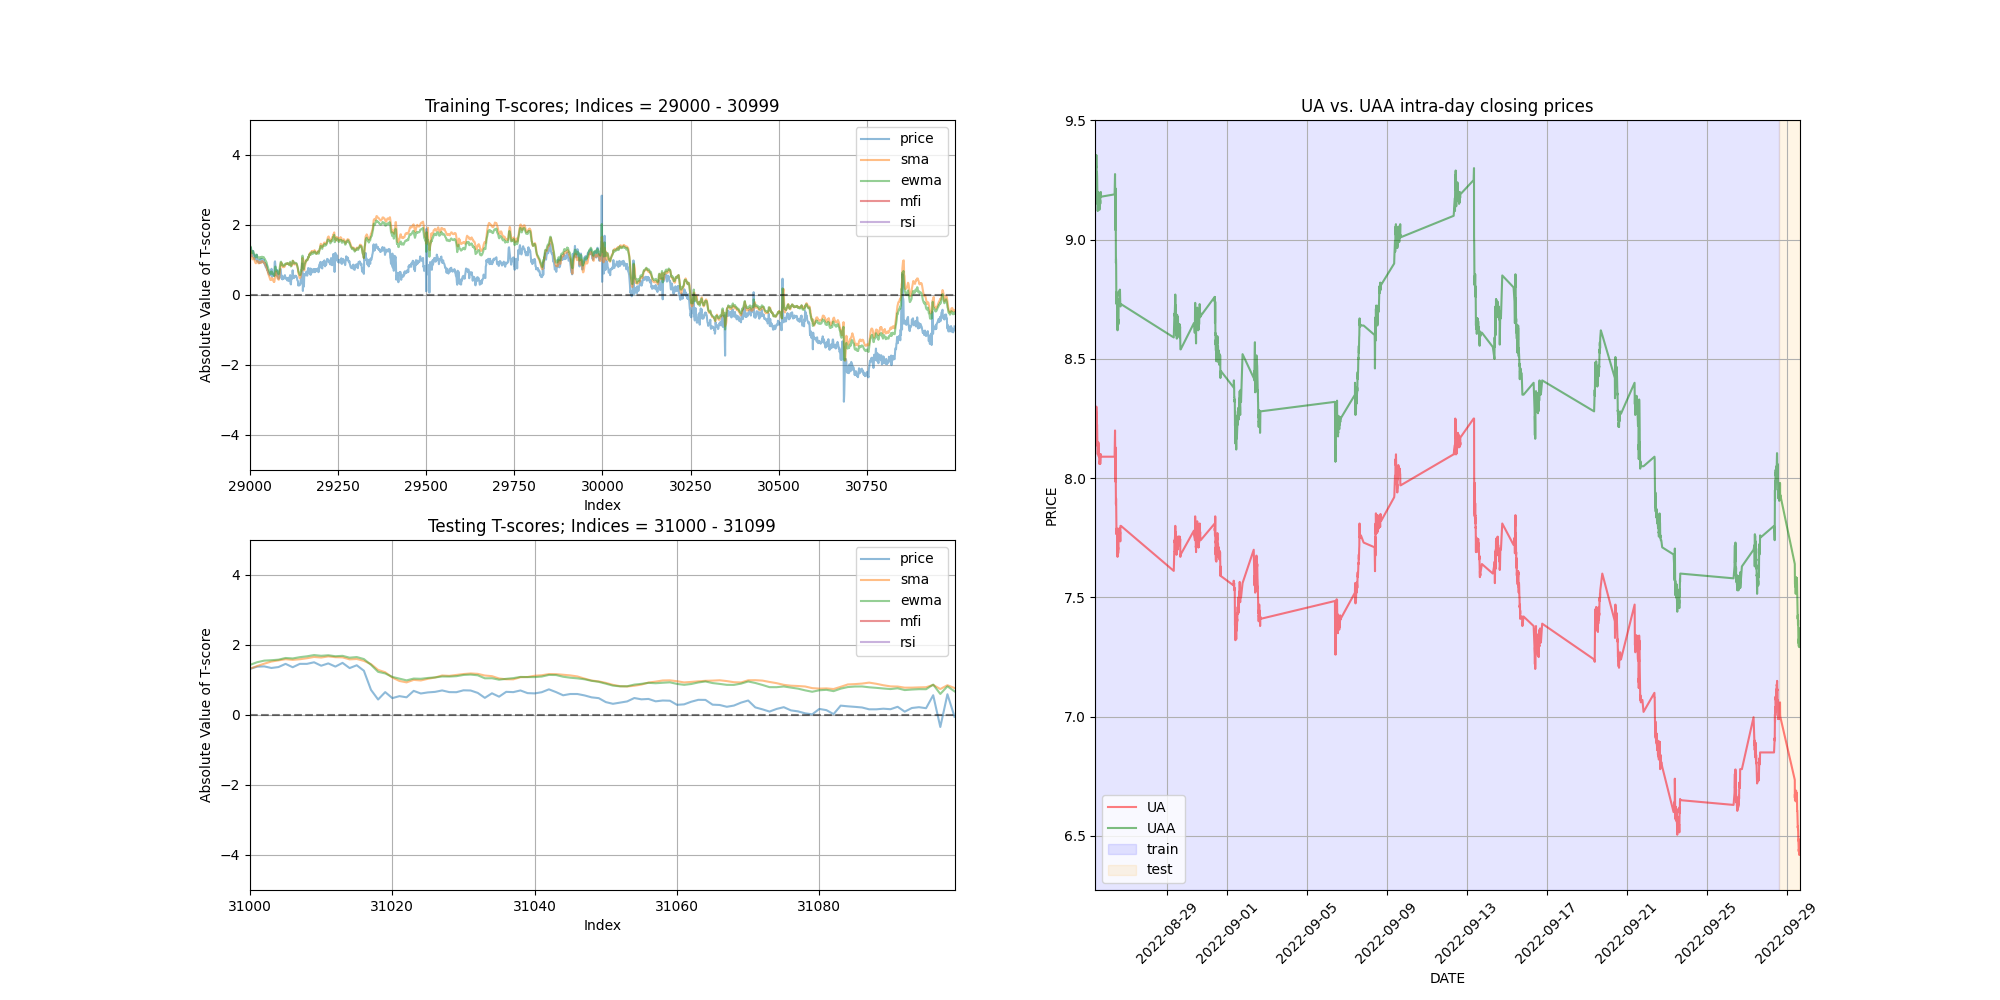 Training T-scores; Indices = 29000 - 30999
4
2
0
−2
−4
Absolute Value of T-score
price
sma
ewma
mfi
rsi
29000 29250 29500 29750 30000 30250 30500 30750
Index
Testing T-scores; Indices = 31000 - 31099
4
2
0
−2
−4
Absolute Value of T-score
price
sma
ewma
mfi
rsi
31000 31020 31040 31060 31080
Index
UA vs. UAA intra-day closing prices
9.5
9.0
8.5
8.0
7.5
7.0
6.5
PRICE
UA
UAA
train
test
2022-08-29 2022-09-01 2022-09-05 2022-09-09 2022-09-13 2022-09-17 2022-09-21 2022-09-25 2022-09-29
DATE